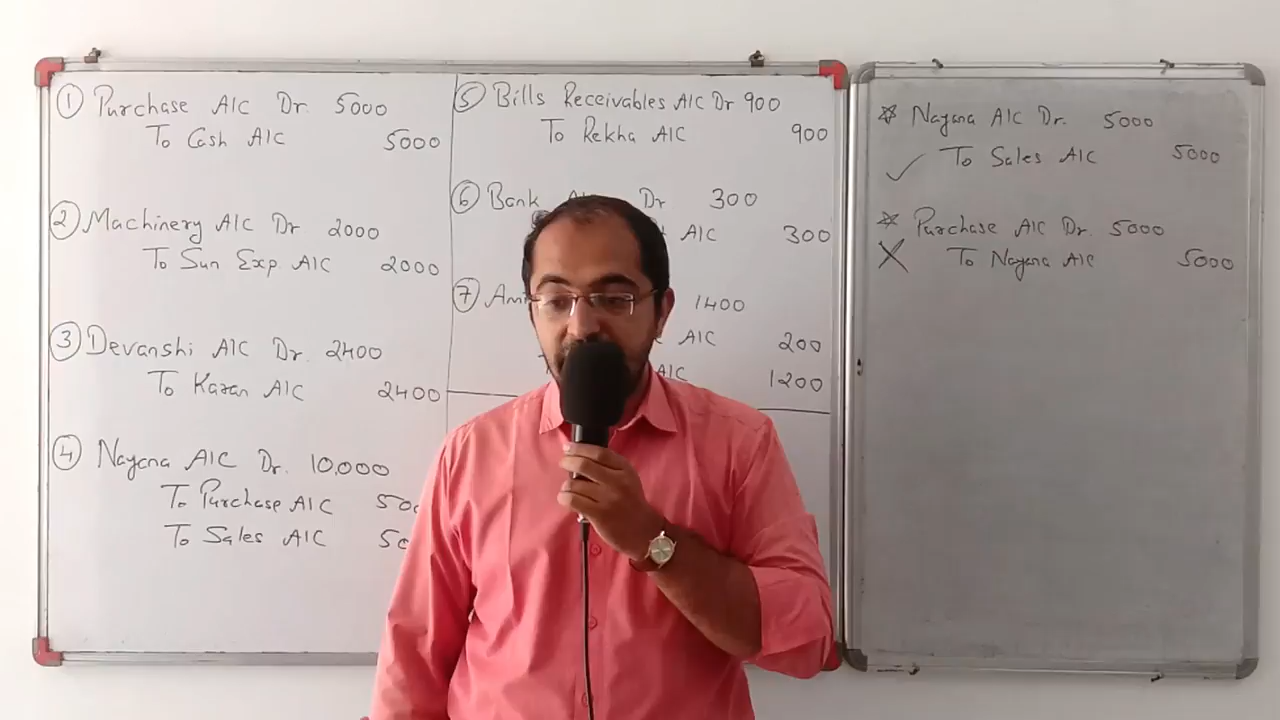 ① Purchase A/C Dr. 5000
To Cash A/C 5000
② Machinery A/C Dr 2000
To Sun Exp. A/C 2000
③ Devanshi A/C Dr. 2400
To Karan A/C 2400
④ Nayana A/C Dr. 10,000
To Purchase A/C
To Sales A/C
⑤ Bills Receivables A/C Dr 900
To Rekha A/C 900
⑥ Bank Dr 300
A/C 300
⑦ 1400
A/C 200
A/C 1200
* Nayana A/C Dr. 5000
✓ To Sales A/C 5000
* Purchase A/C Dr. 5000
X To Nayana A/C 5000